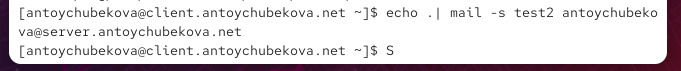 [antoychubekova@client.antoychubekova.net ~]$ echo .| mail -s test2 antoychubeko
va@server.antoychubekova.net
[antoychubekova@client.antoychubekova.net ~]$ S